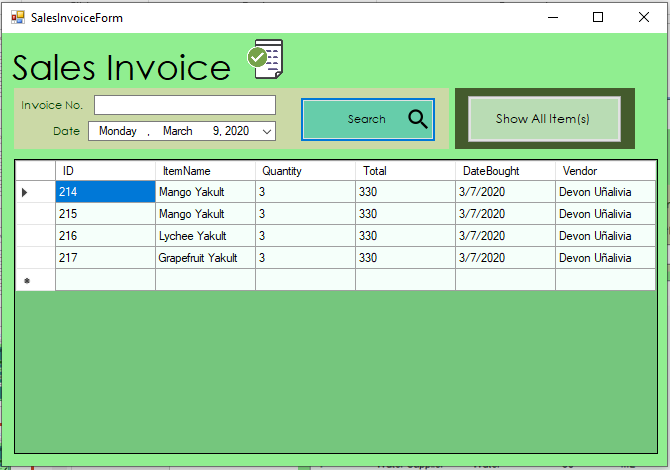 SalesInvoiceForm
Sales Invoice
Invoice No.
Date Monday , March 9, 2020
Search
Show All Item(s)
ID ItemName Quantity Total DateBought Vendor
214 Mango Yakult 3 330 3/7/2020 Devon Uñalivia
215 Mango Yakult 3 330 3/7/2020 Devon Uñalivia
216 Lychee Yakult 3 330 3/7/2020 Devon Uñalivia
217 Grapefruit Yakult 3 330 3/7/2020 Devon Uñalivia